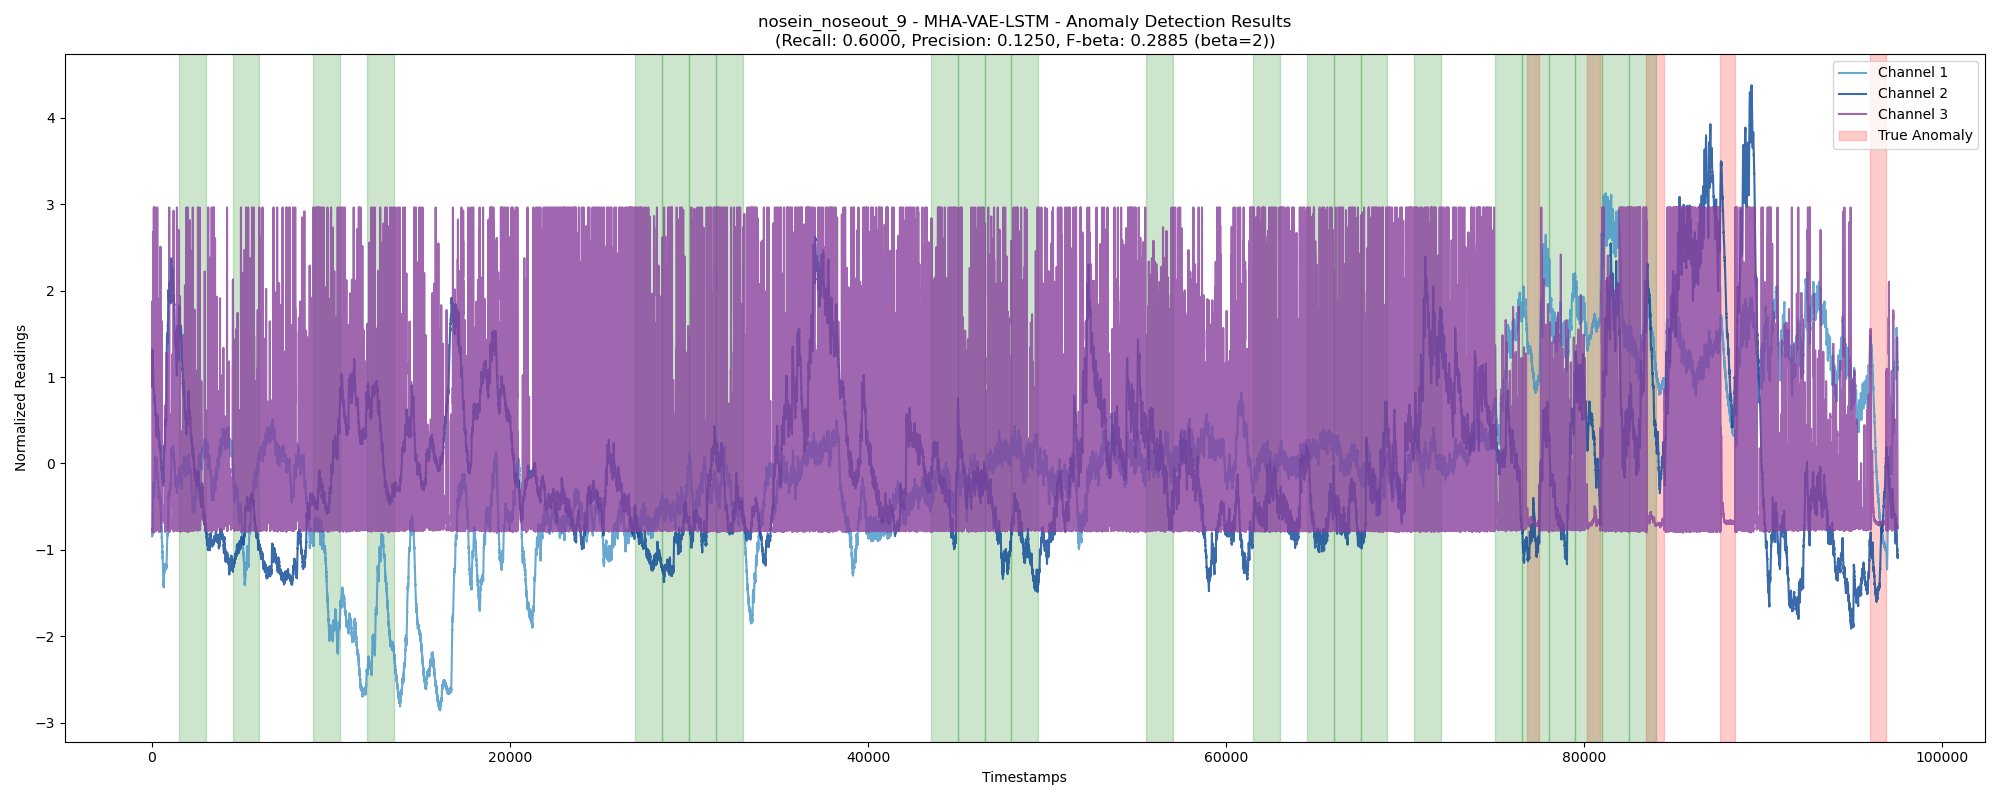 nosein_noseout_9 - MHA-VAE-LSTM - Anomaly Detection Results
(Recall: 0.6000, Precision: 0.1250, F-beta: 0.2885 (beta=2))
Channel 1
Channel 2
Channel 3
True Anomaly
Normalized Readings
4
3
2
1
0
−1
−2
−3
0 20000 40000 60000 80000 100000
Timestamps